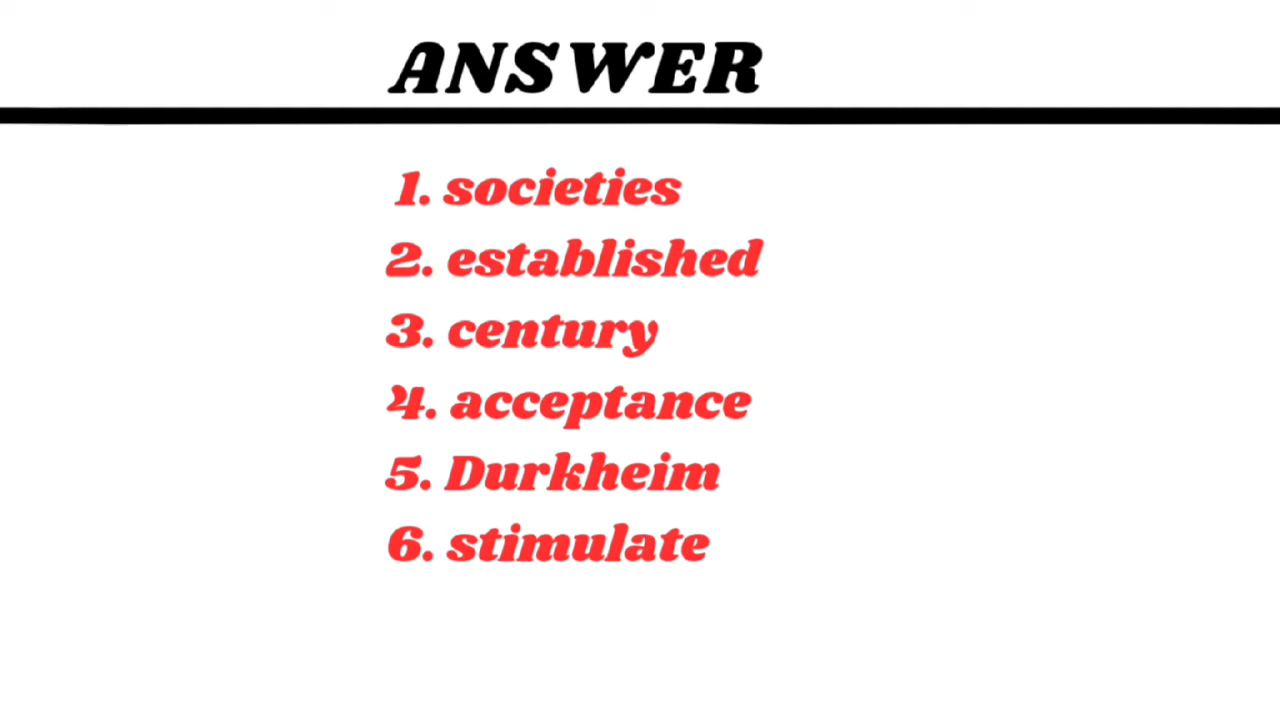 ANSWER
1. societies
2. established
3. century
4. acceptance
5. Durkheim
6. stimulate